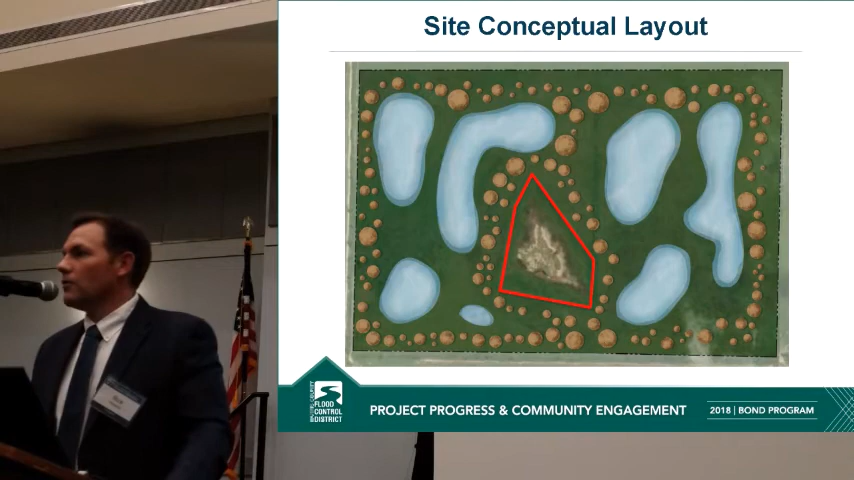 Site Conceptual Layout
FLOOD
CONTROL
DISTRICT
PROJECT PROGRESS & COMMUNITY ENGAGEMENT
2018 | BOND PROGRAM